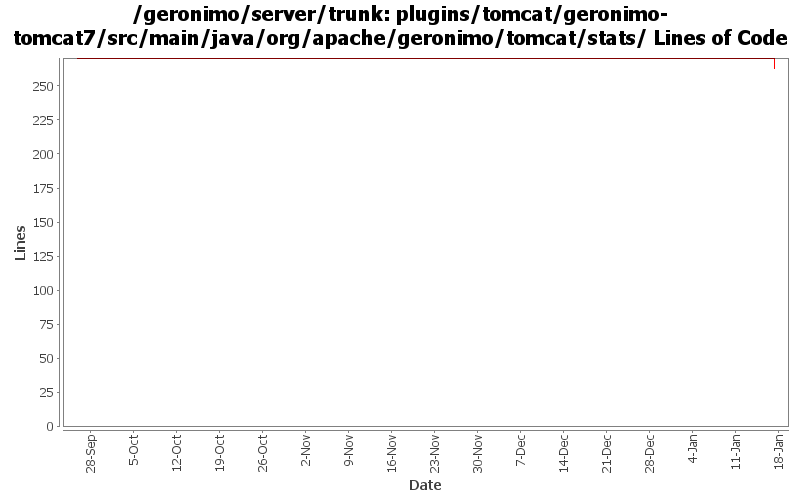 /geronimo/server/trunk: plugins/tomcat/geronimo-
tomcat7/src/main/java/org/apache/geronimo/tomcat/stats/ Lines of Code
250
225
200
175
150
125
100
75
50
25
0
Lines
28-Sep
5-Oct
12-Oct
19-Oct
26-Oct
2-Nov
9-Nov
16-Nov
23-Nov
30-Nov
7-Dec
14-Dec
21-Dec
28-Dec
4-Jan
11-Jan
18-Jan
Date